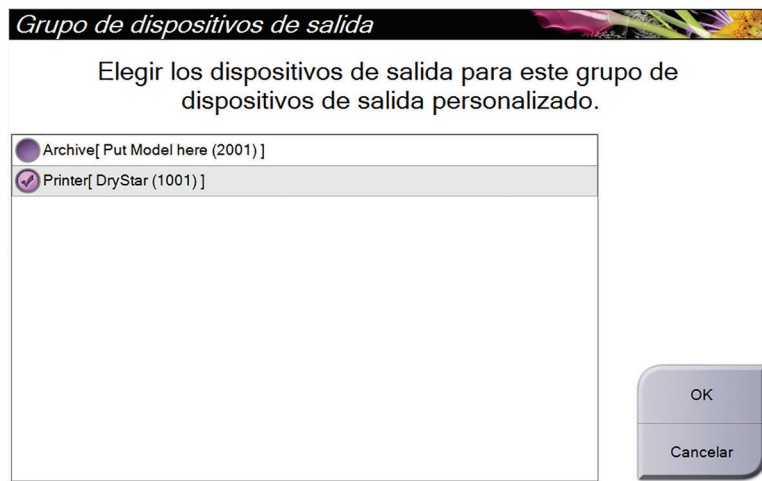 Grupo de dispositivos de salida
Elegir los dispositivos de salida para este grupo de
dispositivos de salida personalizado.
Archive[ Put Model here (2001) ]
Printer[ DryStar (1001) ]
OK
Cancelar